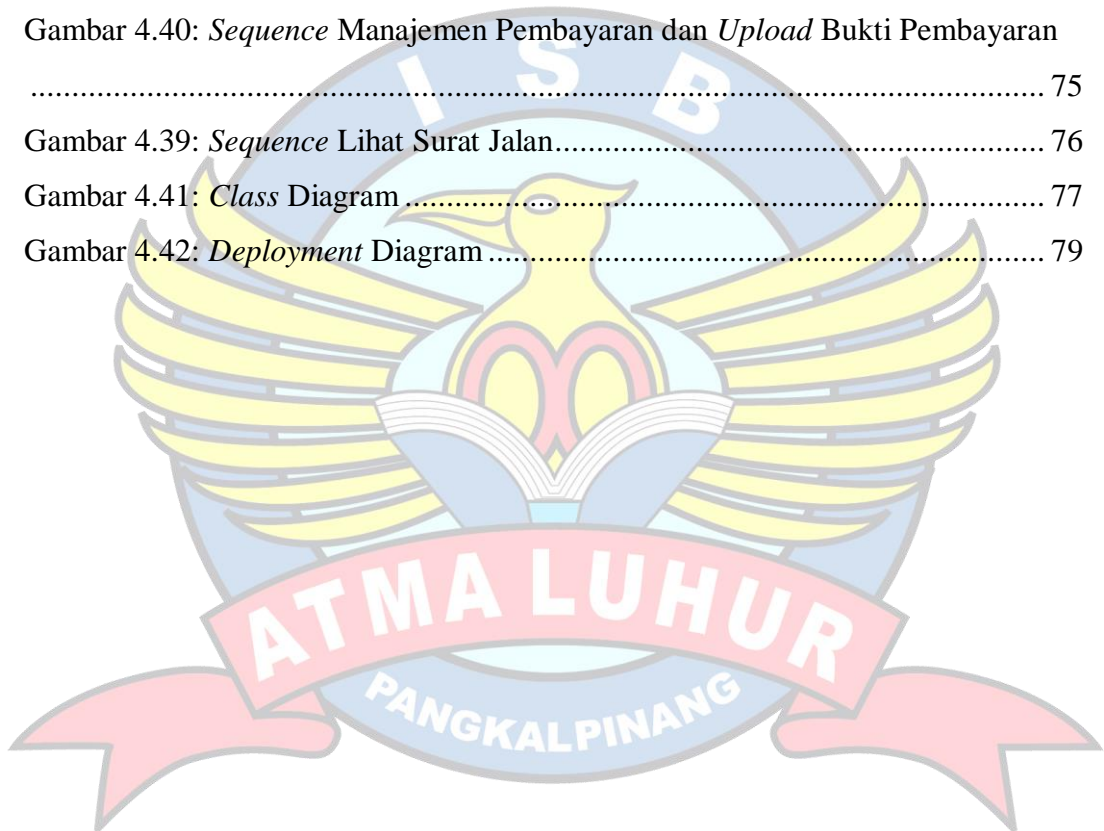 Gambar 4.40: Sequence Manajemen Pembayaran dan Upload Bukti Pembayaran
........................................................................................................................... 75
Gambar 4.39: Sequence Lihat Surat Jalan........................................................... 76
Gambar 4.41: Class Diagram ............................................................................. 77
Gambar 4.42: Deployment Diagram ................................................................... 79
I S B
ATMA LUHUR
PANGKALPINANG